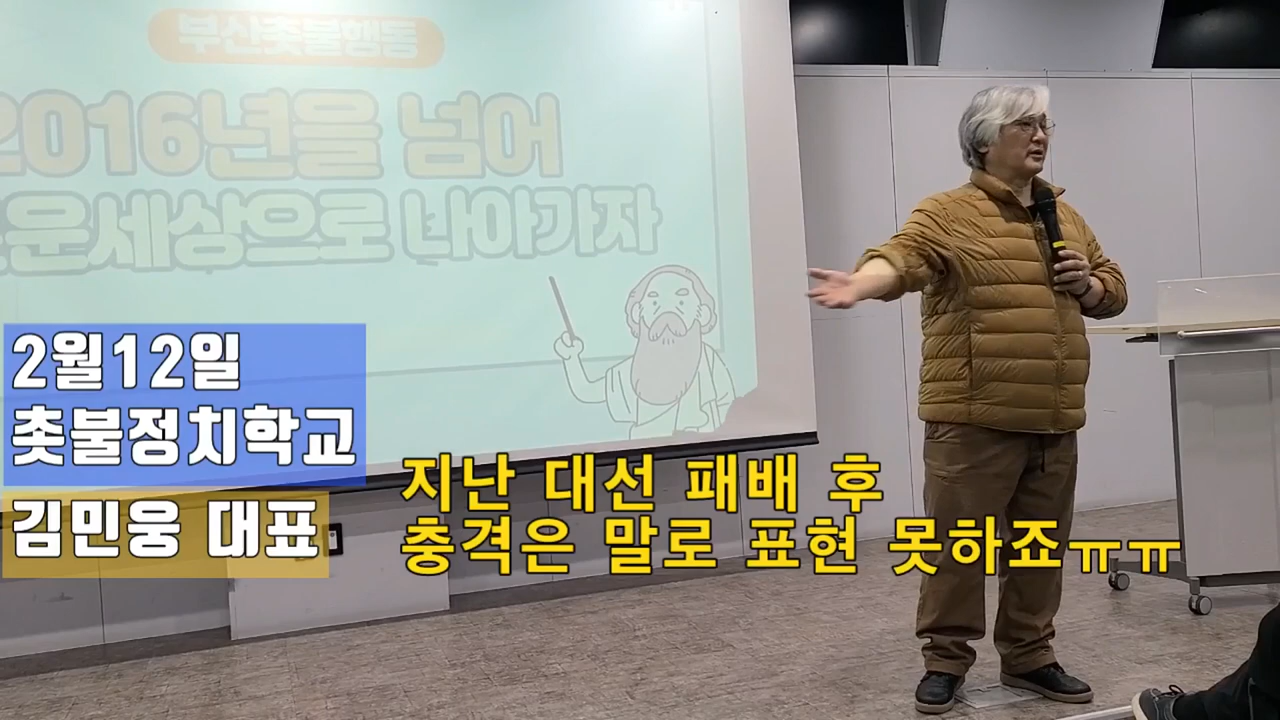 부산촛불행동
2016년을 넘어
운세상으로 나아가자
2월12일
촛불정치학교
김민웅 대표
지난 대선 패배 후
충격은 말로 표현 못하죠ㅠㅠ